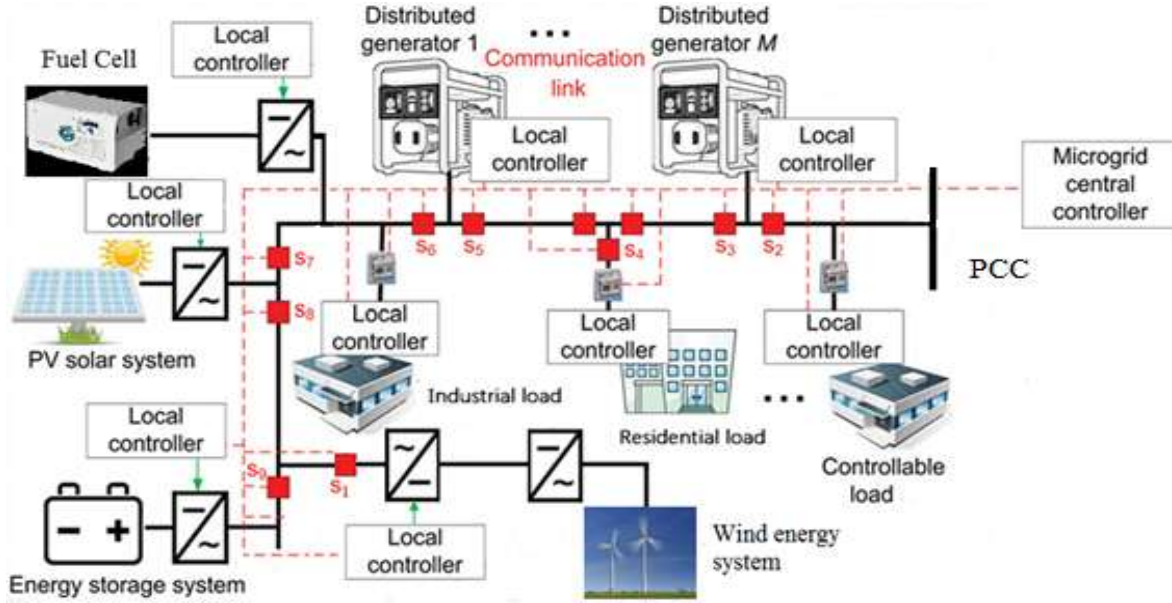 Distributed
generator 1
...
Distributed
generator M
Local
controller
Fuel Cell
Communication
link
Local
controller
Local
controller
Microgrid
central
controller
Local
controller
S6
S5
S4
S3
S2
S7
PCC
S8
PV solar system
Local
controller
Local
controller
Local
controller
Industrial load
...
Residential load
Controllable
load
Local
controller
S9
S1
Local
controller
Wind energy
system
Energy storage system